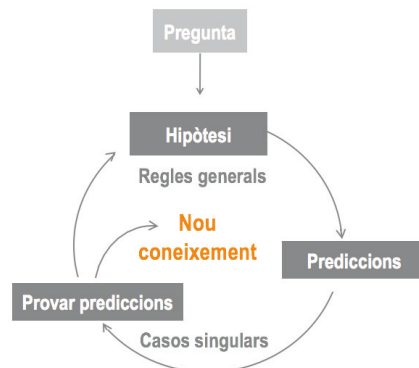 Pregunta
Hipòtesi
Regles generals
Nou
coneixement
Prediccions
Provar prediccions
Casos singulars